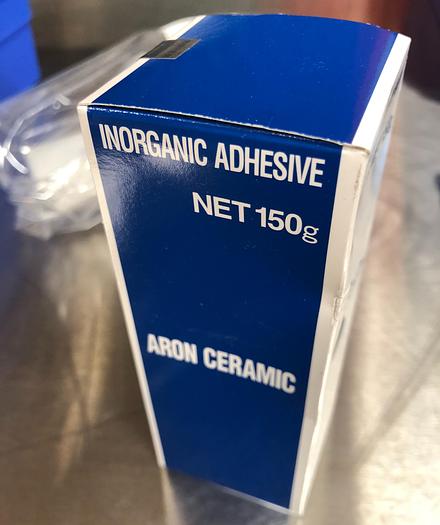 INORGANIC ADHESIVE
NET 150g
ARON CERAMIC